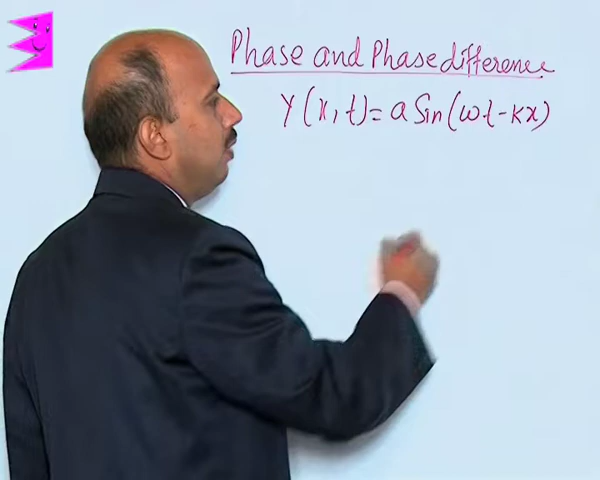 Phase and Phase difference
Y(x,t)= a Sin(ωt-kx)